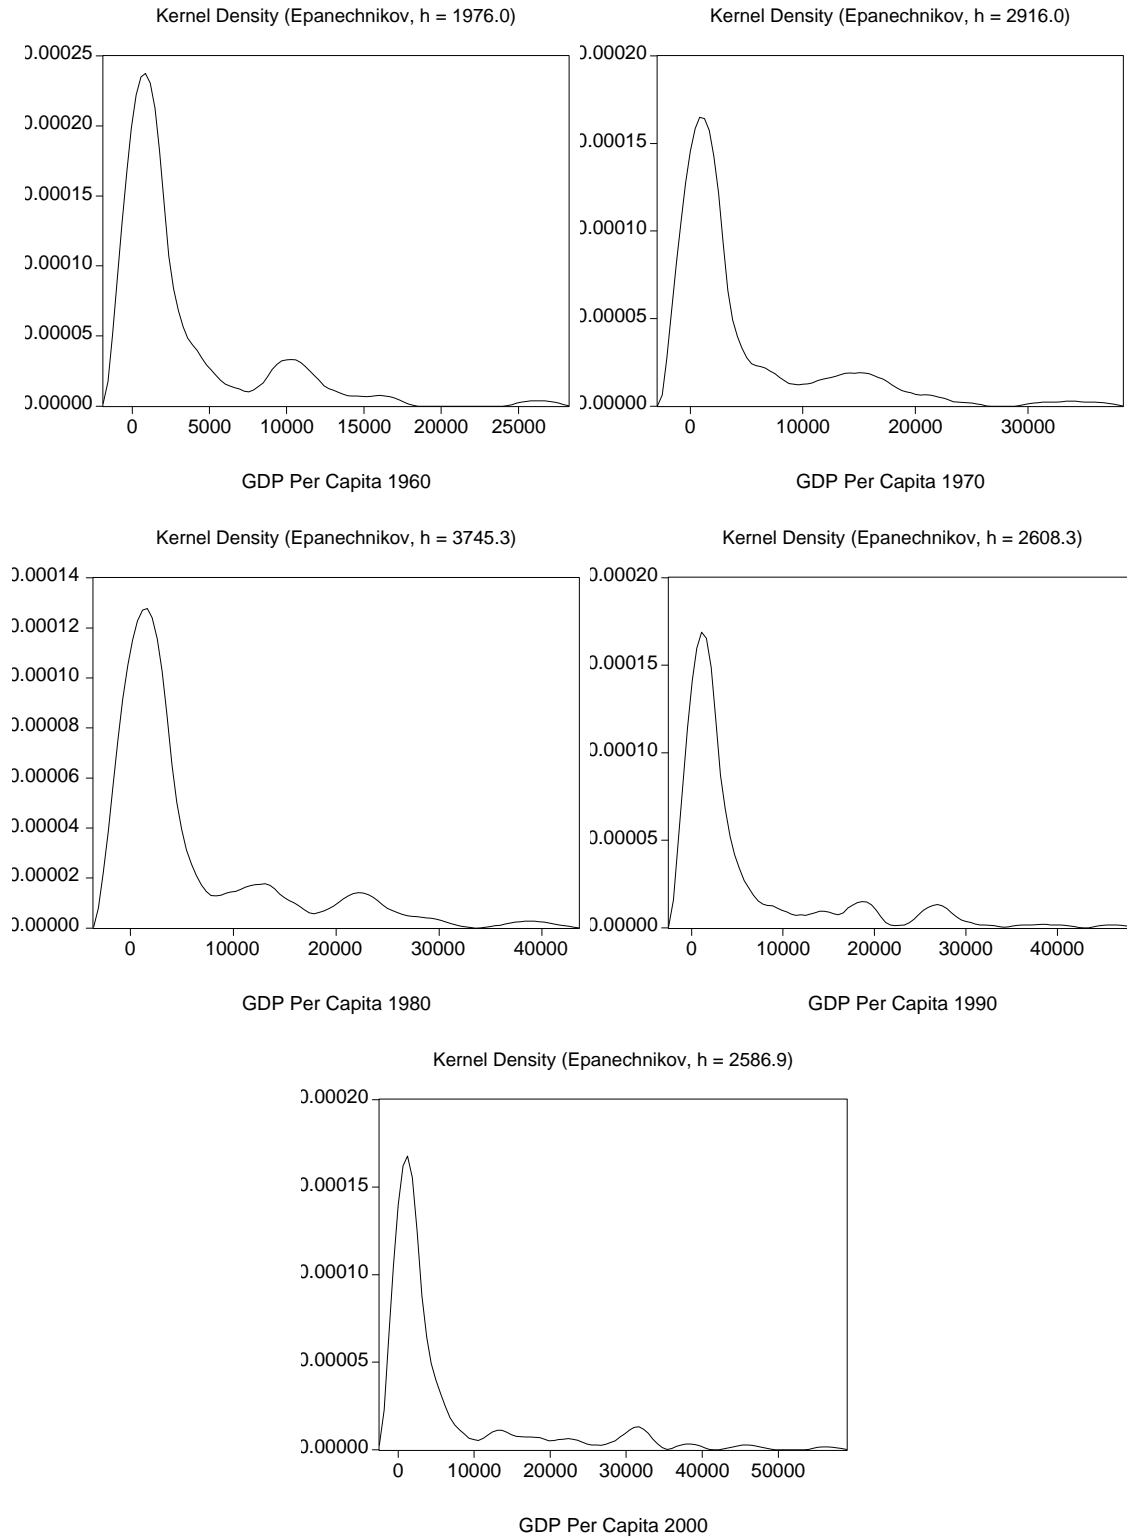 Kernel Density (Epanechnikov, h = 1976.0)
0.00025
0.00020
0.00015
0.00010
0.00005
0.00000
0 5000 10000 15000 20000 25000
GDP Per Capita 1960
Kernel Density (Epanechnikov, h = 2916.0)
0.00020
0.00015
0.00010
0.00005
0.00000
0 10000 20000 30000
GDP Per Capita 1970
Kernel Density (Epanechnikov, h = 3745.3)
0.00014
0.00012
0.00010
0.00008
0.00006
0.00004
0.00002
0.00000
0 10000 20000 30000 40000
GDP Per Capita 1980
Kernel Density (Epanechnikov, h = 2608.3)
0.00020
0.00015
0.00010
0.00005
0.00000
0 10000 20000 30000 40000
GDP Per Capita 1990
Kernel Density (Epanechnikov, h = 2586.9)
0.00020
0.00015
0.00010
0.00005
0.00000
0 10000 20000 30000 40000 50000
GDP Per Capita 2000